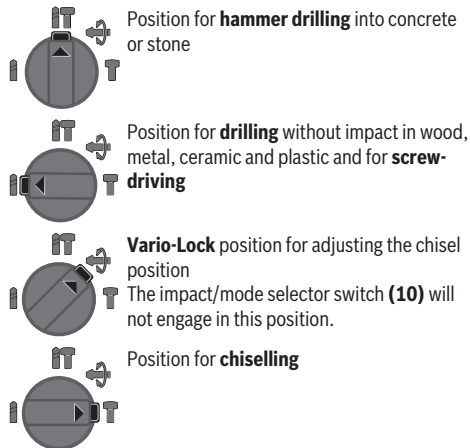 Position for hammer drilling into concrete
or stone
Position for drilling without impact in wood,
metal, ceramic and plastic and for screw-
driving
Vario-Lock position for adjusting the chisel
position
The impact/mode selector switch (10) will
not engage in this position.
Position for chiselling